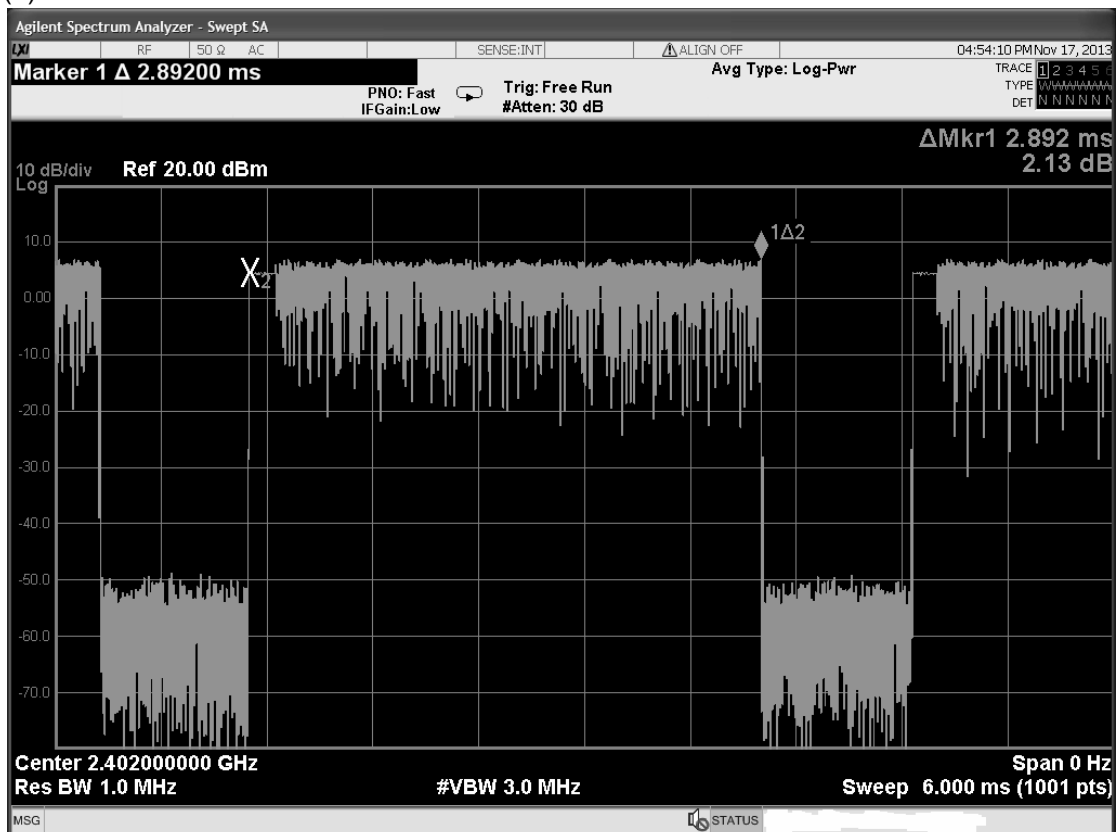 Agilent Spectrum Analyzer - Swept SA
LXI RF 50 Ω AC SENSE:INT ALIGN OFF 04:54:10 PM Nov 17, 2013
Marker 1 Δ 2.89200 ms
PNO: Fast
IFGain:Low
Trig: Free Run
#Atten: 30 dB
Avg Type: Log-Pwr
TRACE 1 2 3 4 5
TYPE
DET N N N N N
ΔMkr1 2.892 ms
2.13 dB
10 dB/div Ref 20.00 dBm
Log
10.0
1Δ2
X2
0.00
-10.0
-20.0
-30.0
-40.0
-50.0
-60.0
-70.0
Center 2.402000000 GHz Span 0 Hz
Res BW 1.0 MHz #VBW 3.0 MHz Sweep 6.000 ms (1001 pts)
MSG STATUS